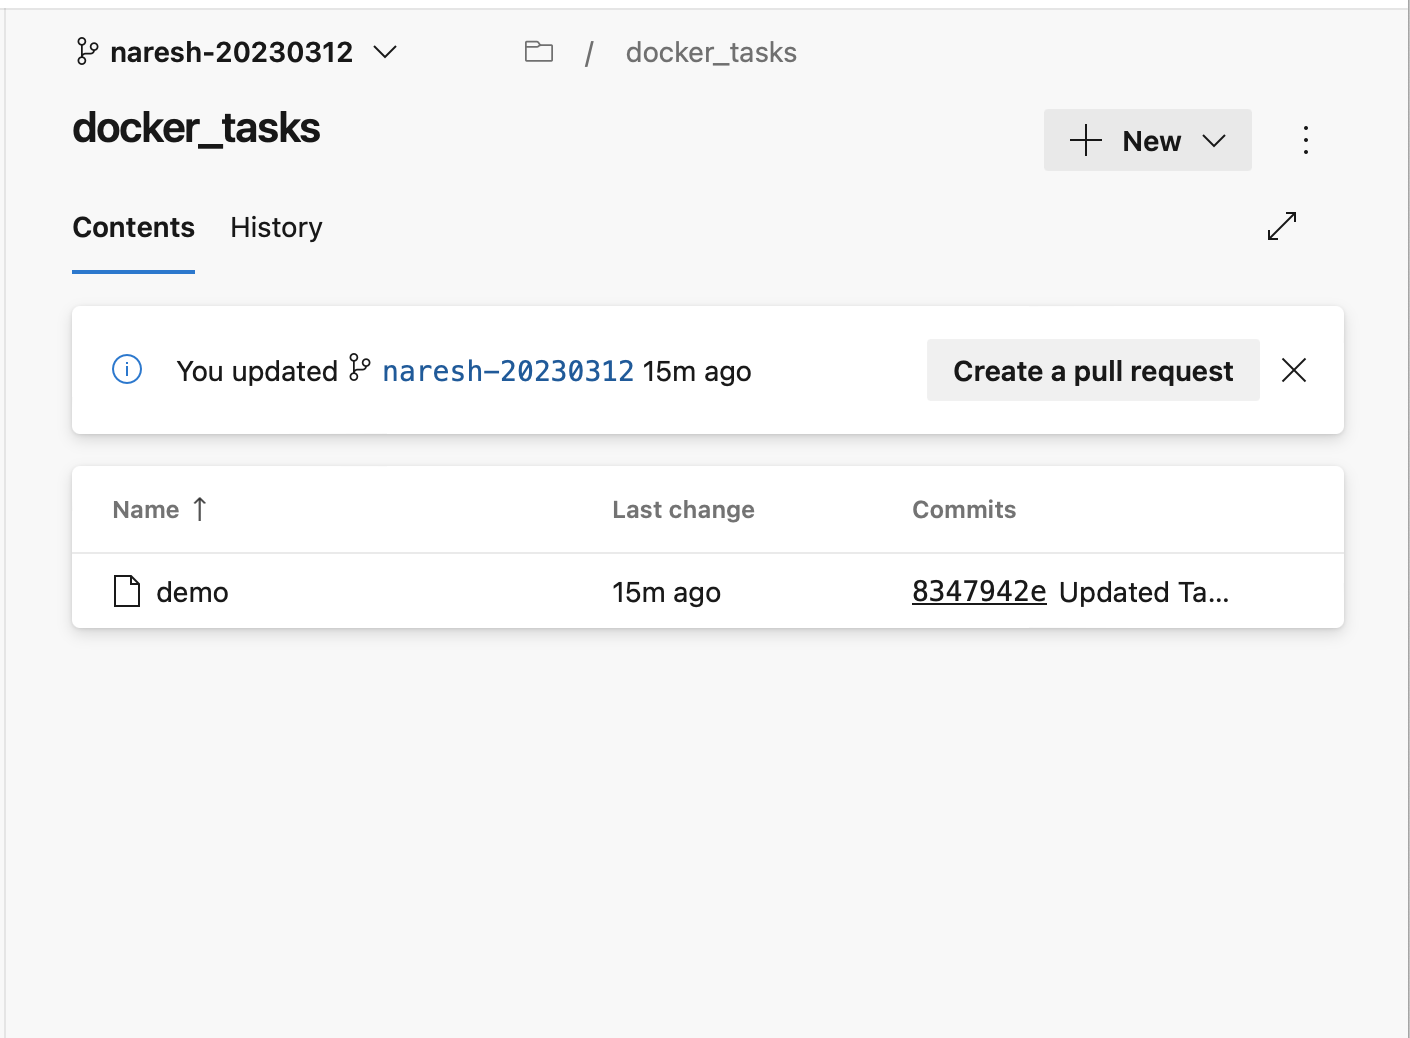 naresh-20230312 / docker_tasks
docker_tasks
New
Contents History
You updated naresh-20230312 15m ago Create a pull request
Name ↑ Last change Commits
demo 15m ago 8347942e Updated Ta...